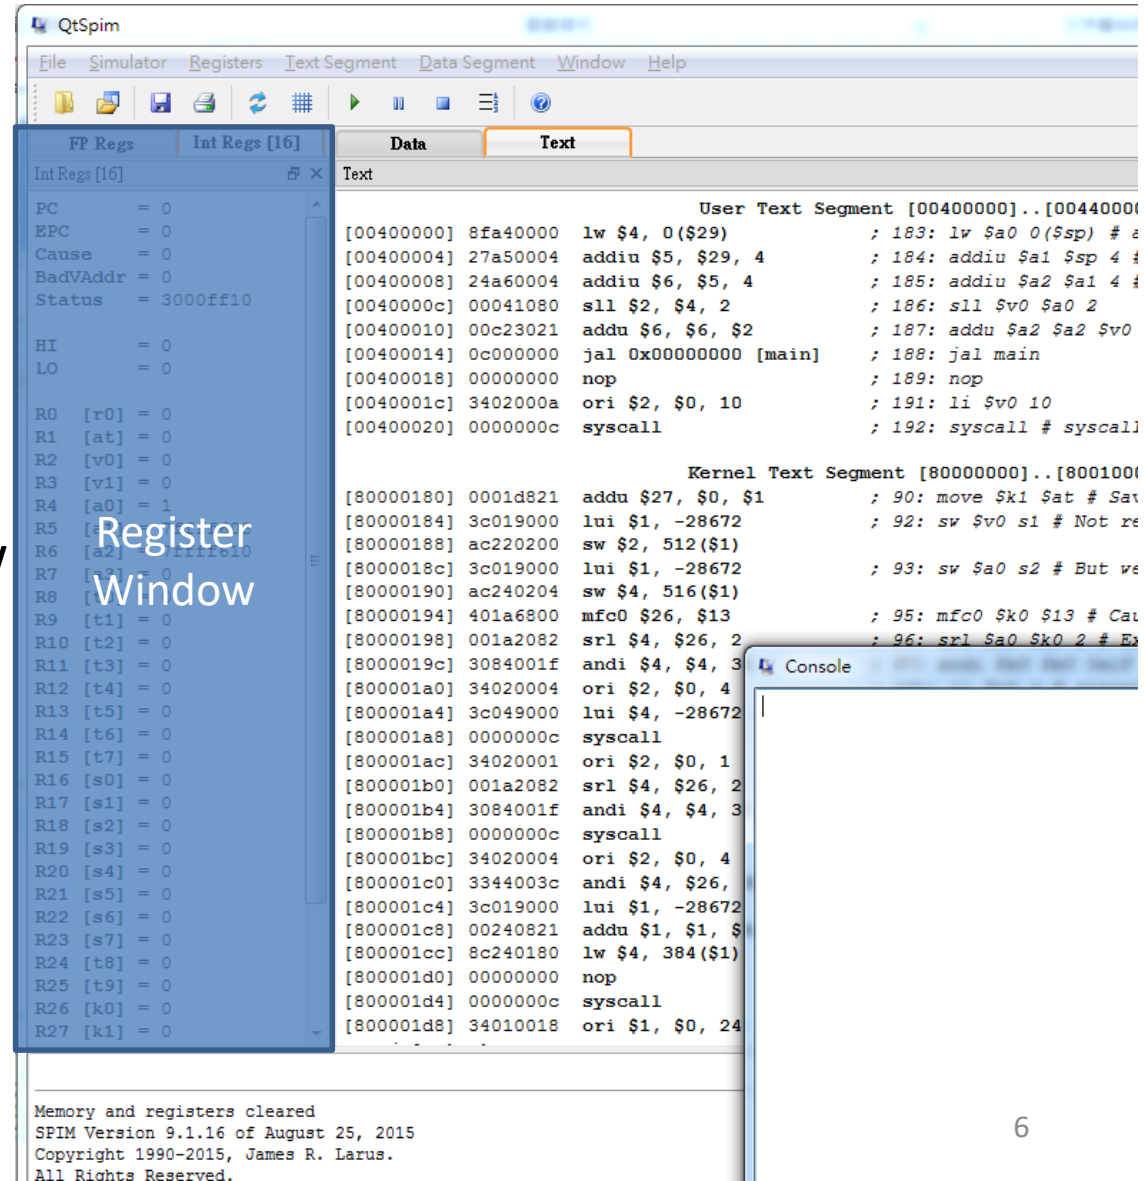 QtSpim
File Simulator Registers Text Segment Data Segment Window Help
FP Regs Int Regs [16] Data Text
Int Regs [16] Text
PC = 0
EPC = 0
Cause = 0
BadVAddr = 0
Status = 3000ff10
HI = 0
LO = 0
R0 [r0] = 0
R1 [at] = 0
R2 [v0] = 0
R3 [v1] = 0
R4 [a0] = 1
R5
R6 [a2] = 7ffff610
R7 [a3] = 0
R8 = 0
R9 [t1] = 0
R10 [t2] = 0
R11 [t3] = 0
R12 [t4] = 0
R13 [t5] = 0
R14 [t6] = 0
R15 [t7] = 0
R16 [s0] = 0
R17 [s1] = 0
R18 [s2] = 0
R19 [s3] = 0
R20 [s4] = 0
R21 [s5] = 0
R22 [s6] = 0
R23 [s7] = 0
R24 [t8] = 0
R25 [t9] = 0
R26 [k0] = 0
R27 [k1] = 0
Register
Window
User Text Segment [00400000]..[00440000
[00400000] 8fa40000 lw $4, 0($29) ; 183: lw $a0 0($sp) # a
[00400004] 27a50004 addiu $5, $29, 4 ; 184: addiu $a1 $sp 4 #
[00400008] 24a60004 addiu $6, $5, 4 ; 185: addiu $a2 $a1 4 #
[0040000c] 00041080 sll $2, $4, 2 ; 186: sll $v0 $a0 2
[00400010] 00c23021 addu $6, $6, $2 ; 187: addu $a2 $a2 $v0
[00400014] 0c000000 jal 0x00000000 [main] ; 188: jal main
[00400018] 00000000 nop ; 189: nop
[0040001c] 3402000a ori $2, $0, 10 ; 191: li $v0 10
[00400020] 0000000c syscall ; 192: syscall # syscall
Kernel Text Segment [80000000]..[8001000
[80000180] 0001d821 addu $27, $0, $1 ; 90: move $k1 $at # Sav
[80000184] 3c019000 lui $1, -28672 ; 92: sw $v0 s1 # Not re
[80000188] ac220200 sw $2, 512($1)
[8000018c] 3c019000 lui $1, -28672 ; 93: sw $a0 s2 # But we
[80000190] ac240204 sw $4, 516($1)
[80000194] 401a6800 mfc0 $26, $13 ; 95: mfc0 $k0 $13 # Cau
[80000198] 001a2082 srl $4, $26, 2 ; 96: srl $a0 $k0 2 # Ex
[8000019c] 3084001f andi $4, $4, 3
[800001a0] 34020004 ori $2, $0, 4
[800001a4] 3c049000 lui $4, -28672
[800001a8] 0000000c syscall
[800001ac] 34020001 ori $2, $0, 1
[800001b0] 001a2082 srl $4, $26, 2
[800001b4] 3084001f andi $4, $4, 3
[800001b8] 0000000c syscall
[800001bc] 34020004 ori $2, $0, 4
[800001c0] 3344003c andi $4, $26,
[800001c4] 3c019000 lui $1, -28672
[800001c8] 00240821 addu $1, $1, $
[800001cc] 8c240180 lw $4, 384($1)
[800001d0] 00000000 nop
[800001d4] 0000000c syscall
[800001d8] 34010018 ori $1, $0, 24
Console
Memory and registers cleared
SPIM Version 9.1.16 of August 25, 2015
Copyright 1990-2015, James R. Larus.
All Rights Reserved.
6